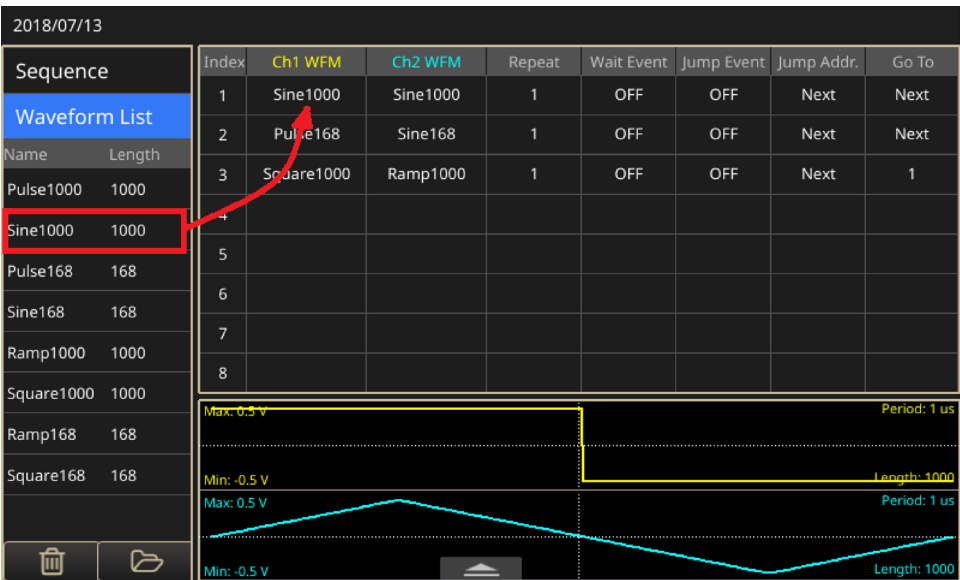 2018/07/13
Sequence
Waveform List
Name Length
Pulse1000 1000
Sine1000 1000
Pulse168 168
Sine168 168
Ramp1000 1000
Square1000 1000
Ramp168 168
Square168 168
Index Ch1 WFM Ch2 WFM Repeat Wait Event Jump Event Jump Addr. Go To
1 Sine1000 Sine1000 1 OFF OFF Next Next
2 Pulse168 Sine168 1 OFF OFF Next Next
3 Square1000 Ramp1000 1 OFF OFF Next 1
4
5
6
7
8
Max: 0.5 V Period: 1 us
Min: -0.5 V Length: 1000
Max: 0.5 V Period: 1 us
Min: -0.5 V Length: 1000